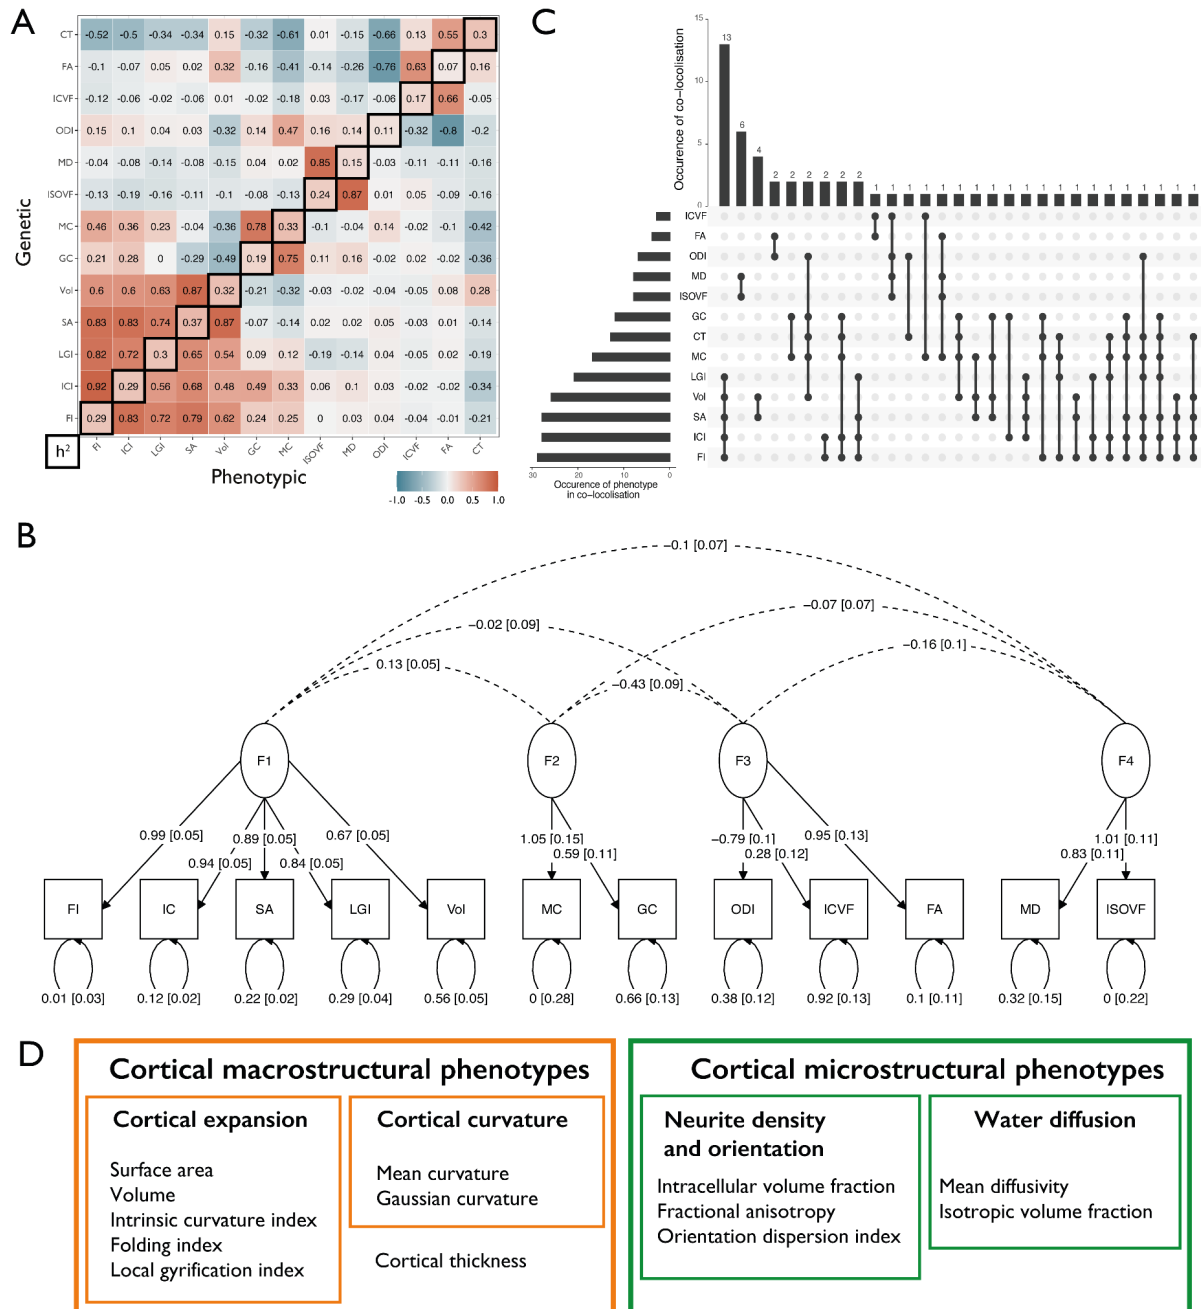 A
Genetic
CT -0.52 -0.5 -0.34 -0.34 0.15 -0.32 -0.61 0.01 -0.15 -0.66 0.13 0.55 0.3
FA -0.1 -0.07 0.05 0.02 0.32 -0.16 -0.41 -0.14 -0.26 -0.76 0.63 0.07 0.16
ICVF -0.12 -0.06 -0.02 -0.06 0.01 -0.02 -0.18 0.03 -0.17 -0.06 0.17 0.66 -0.05
ODI 0.15 0.1 0.04 0.03 -0.32 0.14 0.47 0.16 0.14 0.11 -0.32 -0.8 -0.2
MD -0.04 -0.08 -0.14 -0.08 -0.15 0.04 0.02 0.85 0.15 -0.03 -0.11 -0.11 -0.16
ISOVF -0.13 -0.19 -0.16 -0.11 -0.1 -0.08 -0.13 0.24 0.87 0.01 0.05 -0.09 -0.16
MC 0.46 0.36 0.23 -0.04 -0.36 0.78 0.33 -0.1 -0.04 0.14 -0.02 -0.1 -0.42
GC 0.21 0.28 0 -0.29 -0.49 0.19 0.75 0.11 0.16 -0.02 -0.02 -0.02 -0.36
Vol 0.6 0.6 0.63 0.87 0.32 -0.21 -0.32 -0.03 -0.02 -0.04 -0.06 0.08 0.28
SA 0.83 0.83 0.74 0.37 0.87 -0.07 -0.14 0.02 0.02 0.05 -0.03 0.01 -0.14
LGI 0.82 0.72 0.3 0.65 0.54 0.09 0.12 -0.19 -0.14 0.04 -0.05 0.02 -0.19
ICI 0.92 0.29 0.56 0.68 0.48 0.49 0.33 0.06 0.1 0.03 -0.02 -0.02 -0.34
FI 0.29 0.83 0.72 0.79 0.62 0.24 0.25 0 0.03 0.04 -0.04 -0.01 -0.21
h²
FI ICI LGI SA Vol GC MC ISOVF MD ODI ICVF FA CT
Phenotypic
-1.0 -0.5 0.0 0.5 1.0
C
Occurence of co-locolisation
15
10
5
0
13 6 4 2 2 2 2 2 2 1 1 1 1 1 1 1 1 1 1 1 1 1 1 1 1 1 1 1 1
ICVF
FA
ODI
MD
ISOVF
GC
CT
MC
LGI
Vol
SA
ICI
FI
30 20 10 0
Occurence of phenotype
in co-locolisation
B
−0.1 [0.07]
−0.07 [0.07]
−0.02 [0.09]
−0.16 [0.1]
0.13 [0.05]
−0.43 [0.09]
F1 F2 F3 F4
0.99 [0.05] 0.89 [0.05] 0.67 [0.05] 1.05 [0.15] −0.79 [0.1] 0.95 [0.13] 1.01 [0.11]
0.94 [0.05] 0.84 [0.05] 0.59 [0.11] 0.28 [0.12] 0.83 [0.11]
FI IC SA LGI Vol MC GC ODI ICVF FA MD ISOVF
0.01 [0.03] 0.12 [0.02] 0.22 [0.02] 0.29 [0.04] 0.56 [0.05] 0 [0.28] 0.66 [0.13] 0.38 [0.12] 0.92 [0.13] 0.1 [0.11] 0.32 [0.15] 0 [0.22]
D
Cortical macrostructural phenotypes
Cortical expansion
Surface area
Volume
Intrinsic curvature index
Folding index
Local gyrification index
Cortical curvature
Mean curvature
Gaussian curvature
Cortical thickness
Cortical microstructural phenotypes
Neurite density
and orientation
Intracellular volume fraction
Fractional anisotropy
Orientation dispersion index
Water diffusion
Mean diffusivity
Isotropic volume fraction